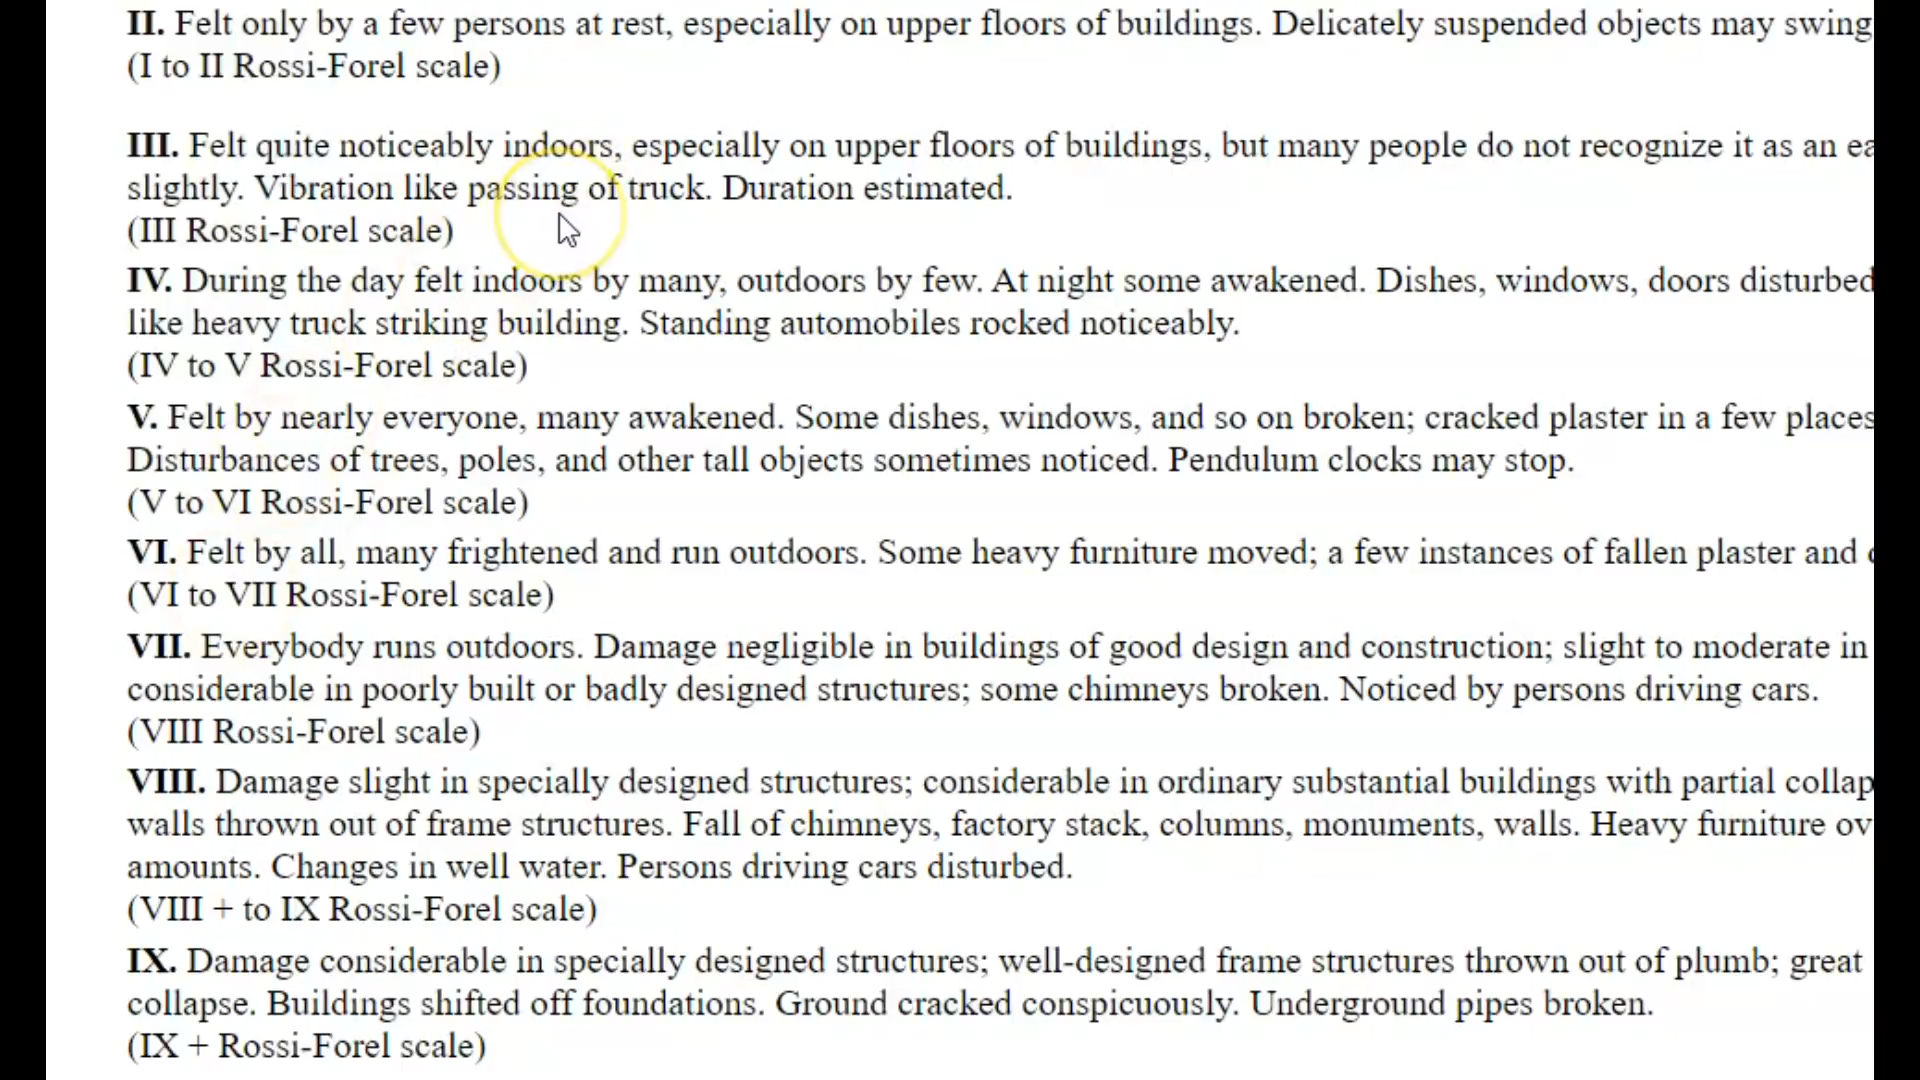 II. Felt only by a few persons at rest, especially on upper floors of buildings. Delicately suspended objects may swing
(I to II Rossi-Forel scale)
III. Felt quite noticeably indoors, especially on upper floors of buildings, but many people do not recognize it as an
slightly. Vibration like passing of truck. Duration estimated.
(III Rossi-Forel scale)
IV. During the day felt indoors by many, outdoors by few. At night some awakened. Dishes, windows, doors disturbed
like heavy truck striking building. Standing automobiles rocked noticeably.
(IV to V Rossi-Forel scale)
V. Felt by nearly everyone, many awakened. Some dishes, windows, and so on broken; cracked plaster in a few places
Disturbances of trees, poles, and other tall objects sometimes noticed. Pendulum clocks may stop.
(V to VI Rossi-Forel scale)
VI. Felt by all, many frightened and run outdoors. Some heavy furniture moved; a few instances of fallen plaster and
(VI to VII Rossi-Forel scale)
VII. Everybody runs outdoors. Damage negligible in buildings of good design and construction; slight to moderate in
considerable in poorly built or badly designed structures; some chimneys broken. Noticed by persons driving cars.
(VIII Rossi-Forel scale)
VIII. Damage slight in specially designed structures; considerable in ordinary substantial buildings with partial collap
walls thrown out of frame structures. Fall of chimneys, factory stack, columns, monuments, walls. Heavy furniture ov
amounts. Changes in well water. Persons driving cars disturbed.
(VIII + to IX Rossi-Forel scale)
IX. Damage considerable in specially designed structures; well-designed frame structures thrown out of plumb; great
collapse. Buildings shifted off foundations. Ground cracked conspicuously. Underground pipes broken.
(IX + Rossi-Forel scale)